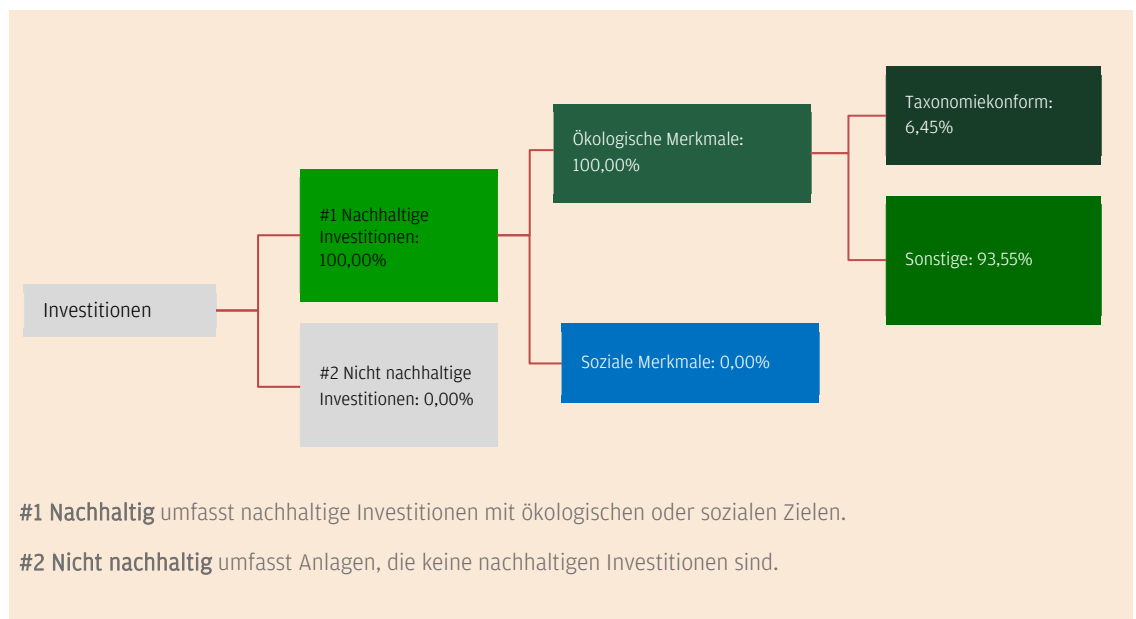 Investitionen
#1 Nachhaltige
Investitionen:
100,00%
#2 Nicht nachhaltige
Investitionen: 0,00%
Ökologische Merkmale:
100,00%
Soziale Merkmale: 0,00%
Taxonomiekonform:
6,45%
Sonstige: 93,55%
#1 Nachhaltig umfasst nachhaltige Investitionen mit ökologischen oder sozialen Zielen.
#2 Nicht nachhaltig umfasst Anlagen, die keine nachhaltigen Investitionen sind.